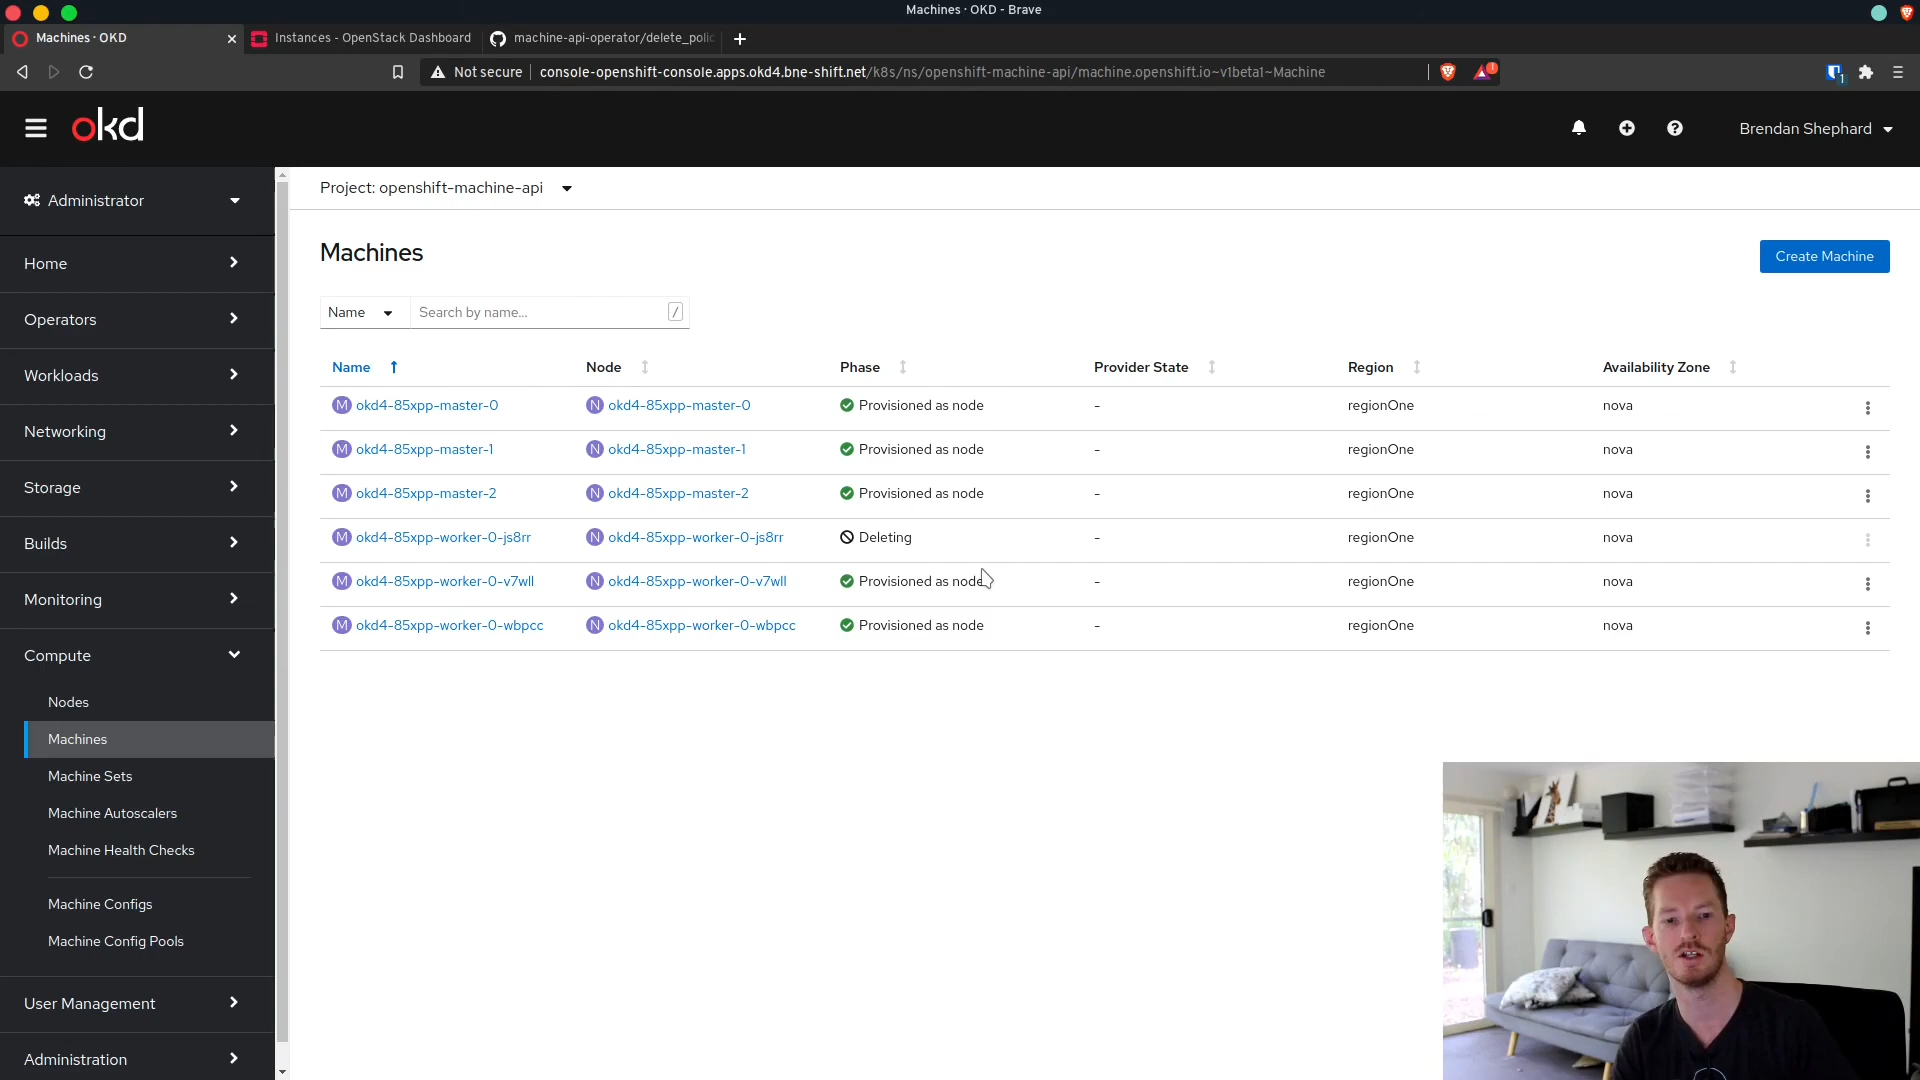 Machines · OKD - Brave
Machines · OKD
Instances - OpenStack Dashboard
machine-api-operator/delete_polic
Not secure
console-openshift-console.apps.okd4.bne-shift.net/k8s/ns/openshift-machine-api/machine.openshift.io~v1beta1~Machine
1
1
okd
Brendan Shephard
Administrator
Home
Operators
Workloads
Networking
Storage
Builds
Monitoring
Compute
Nodes
Machines
Machine Sets
Machine Autoscalers
Machine Health Checks
Machine Configs
Machine Config Pools
User Management
Administration
Project: openshift-machine-api
Machines
Create Machine
Name
Search by name...
/
Name Node Phase Provider State Region Availability Zone
M okd4-85xpp-master-0 N okd4-85xpp-master-0 Provisioned as node - regionOne nova
M okd4-85xpp-master-1 N okd4-85xpp-master-1 Provisioned as node - regionOne nova
M okd4-85xpp-master-2 N okd4-85xpp-master-2 Provisioned as node - regionOne nova
M okd4-85xpp-worker-0-js8rr N okd4-85xpp-worker-0-js8rr Deleting - regionOne nova
M okd4-85xpp-worker-0-v7wll N okd4-85xpp-worker-0-v7wll Provisioned as node - regionOne nova
M okd4-85xpp-worker-0-wbpcc N okd4-85xpp-worker-0-wbpcc Provisioned as node - regionOne nova